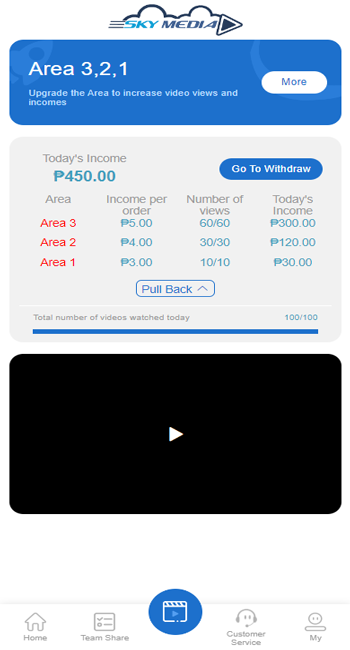 SKY MEDIA
Area 3,2,1
Upgrade the Area to increase video views and
incomes
More
Today's Income
₱450.00
Go To Withdraw
Area Income per order Number of views Today's Income
Area 3 ₱5.00 60/60 ₱300.00
Area 2 ₱4.00 30/30 ₱120.00
Area 1 ₱3.00 10/10 ₱30.00
Pull Back
Total number of videos watched today 100/100
Home Team Share Customer Service My